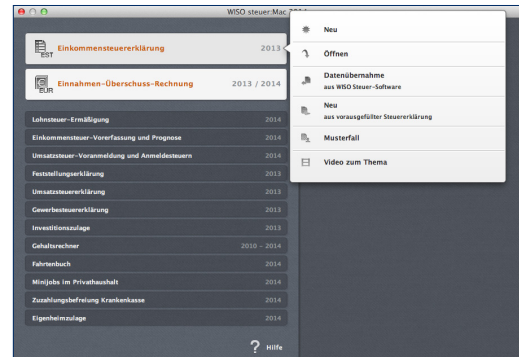 WISO steuer:Mac
EST
Einkommensteuererklärung 2013
EÜR
Einnahmen-Überschuss-Rechnung 2013 / 2014
Lohnsteuer-Ermäßigung 2014
Einkommensteuer-Vorerfassung und Prognose 2014
Umsatzsteuer-Voranmeldung und Anmeldesteuern 2014
Feststellungserklärung 2013
Umsatzsteuererklärung 2013
Gewerbesteuererklärung 2013
Investitionszulage 2013
Gehaltsrechner 2010 - 2014
Fahrtenbuch 2014
Minijobs im Privathaushalt 2014
Zuzahlungsbefreiung Krankenkasse 2014
Eigenheimzulage 2014
? Hilfe
Neu
Öffnen
Datenübernahme
aus WISO Steuer-Software
Neu
aus vorausgefüllter Steuererklärung
Musterfall
Video zum Thema